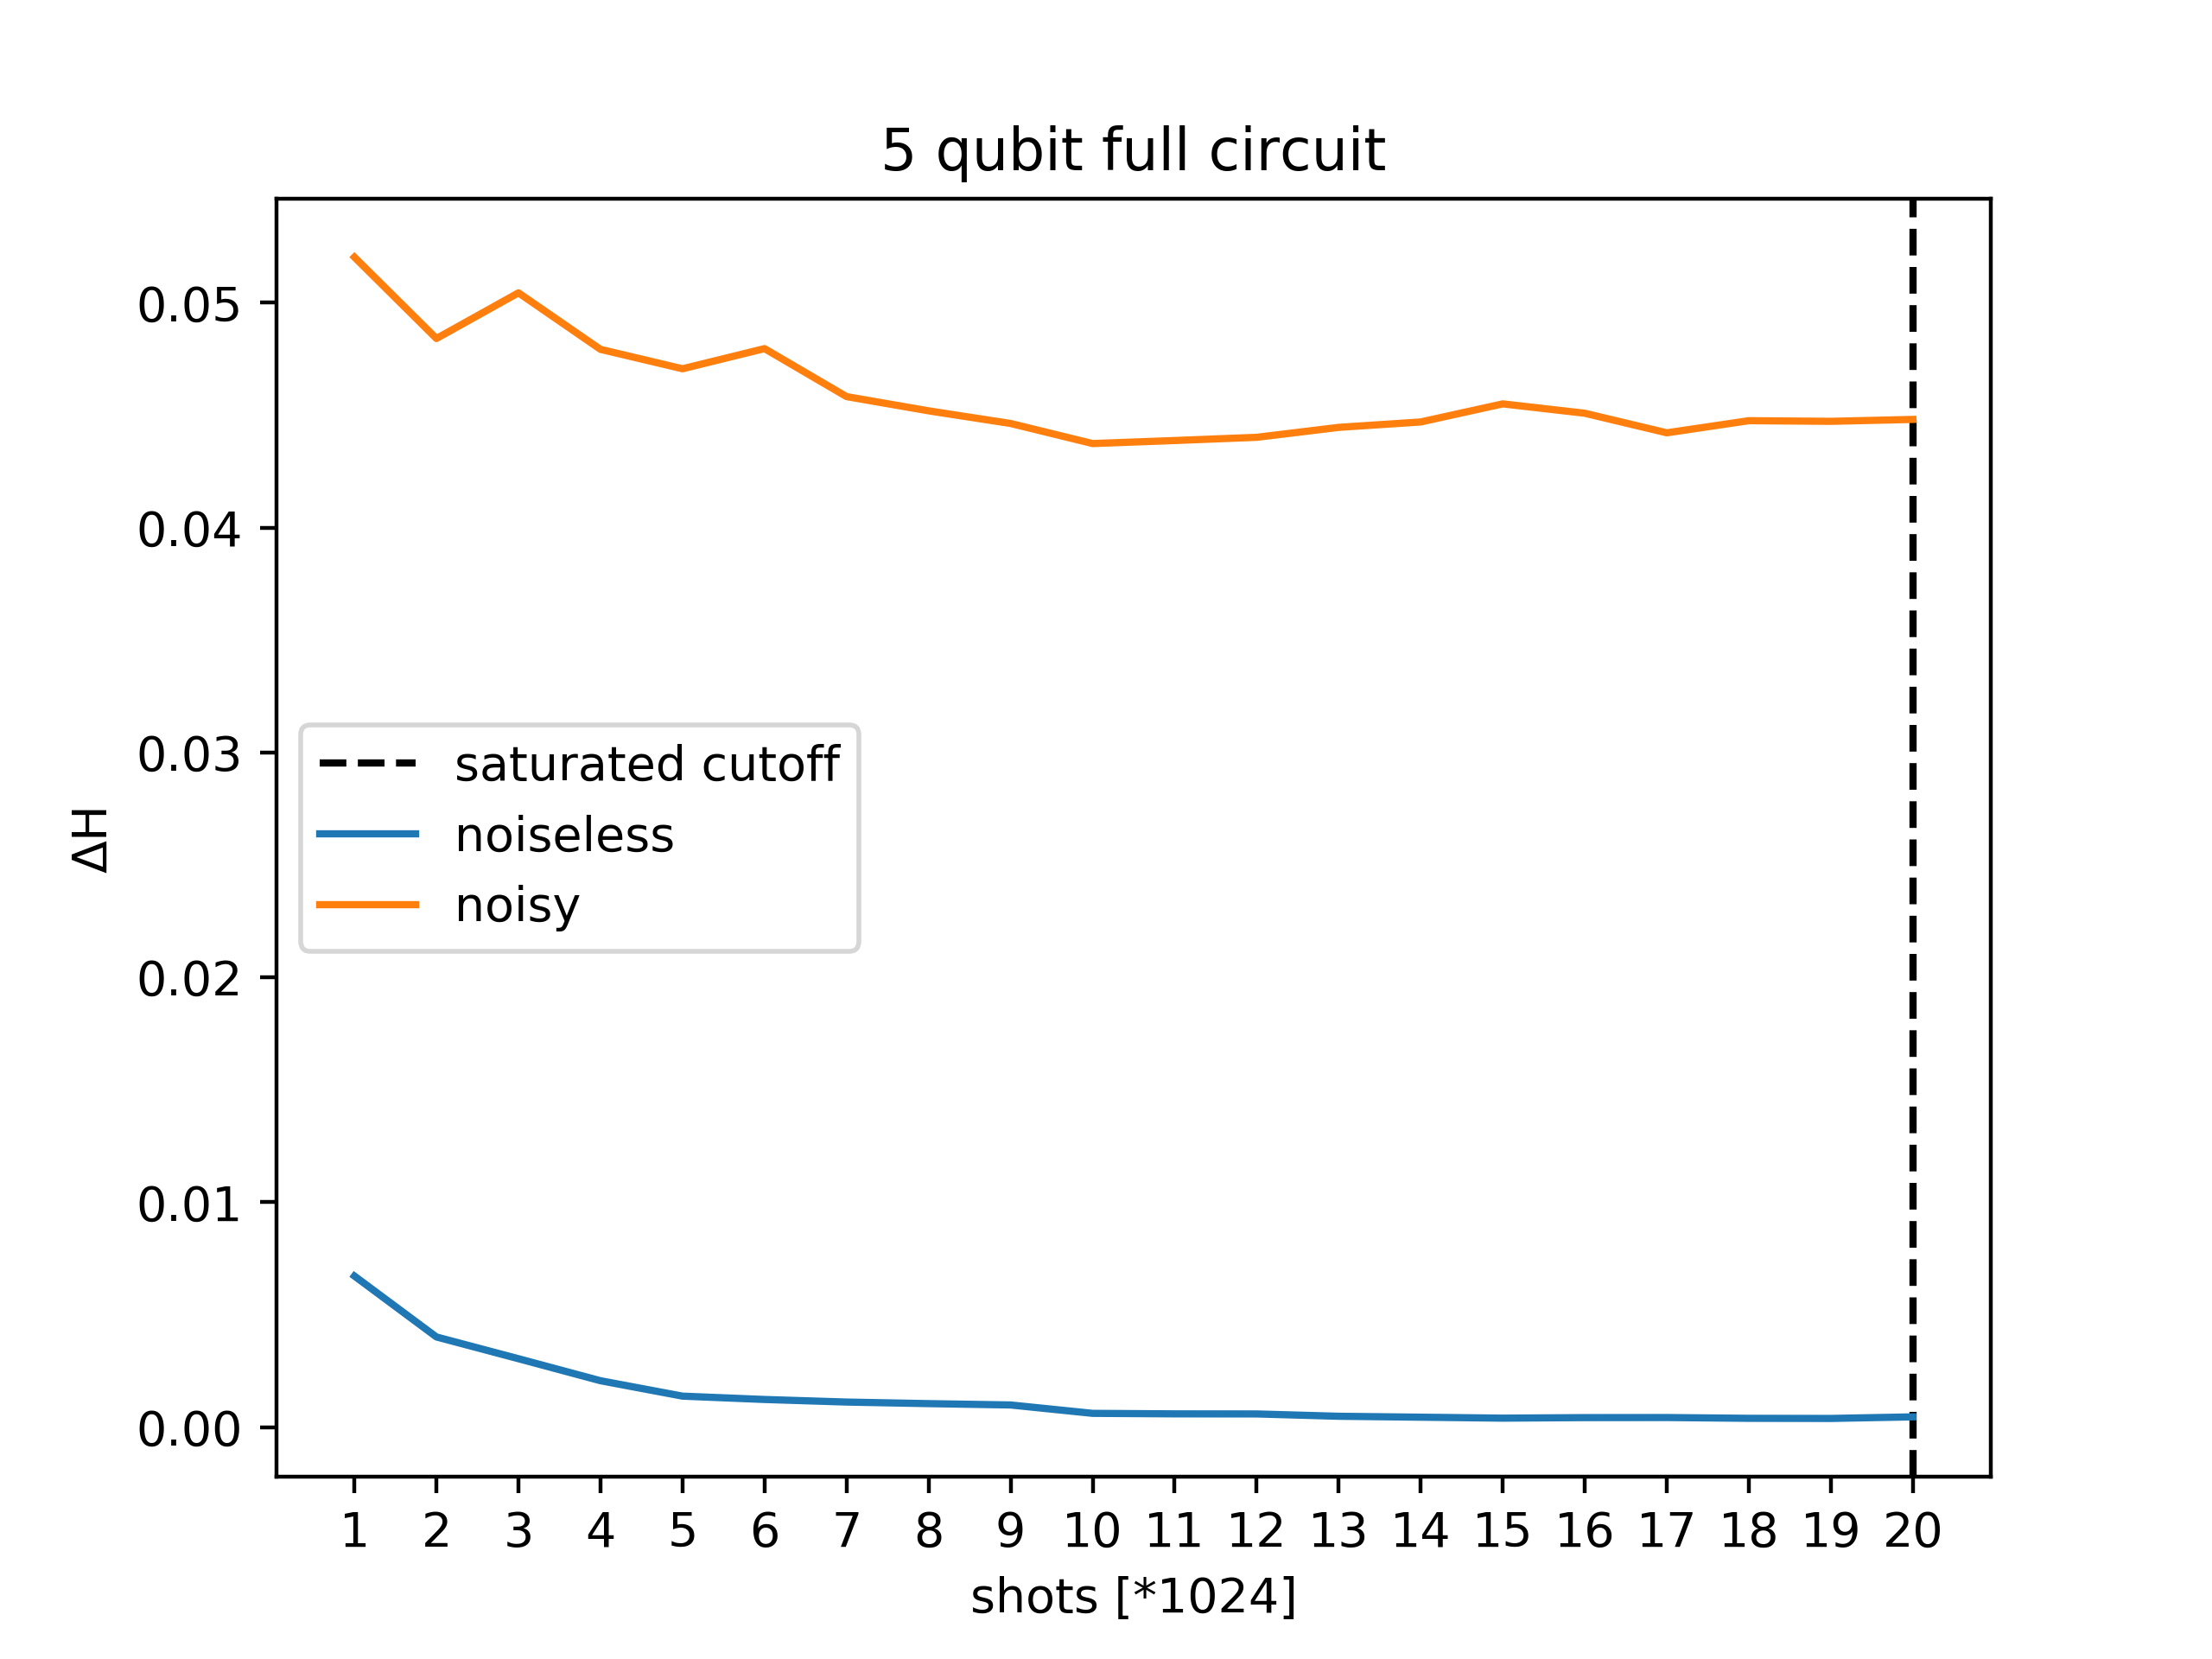 5 qubit full circuit
ΔH
0.05
0.04
0.03
0.02
0.01
0.00
saturated cutoff
noiseless
noisy
1 2 3 4 5 6 7 8 9 10 11 12 13 14 15 16 17 18 19 20
shots [*1024]